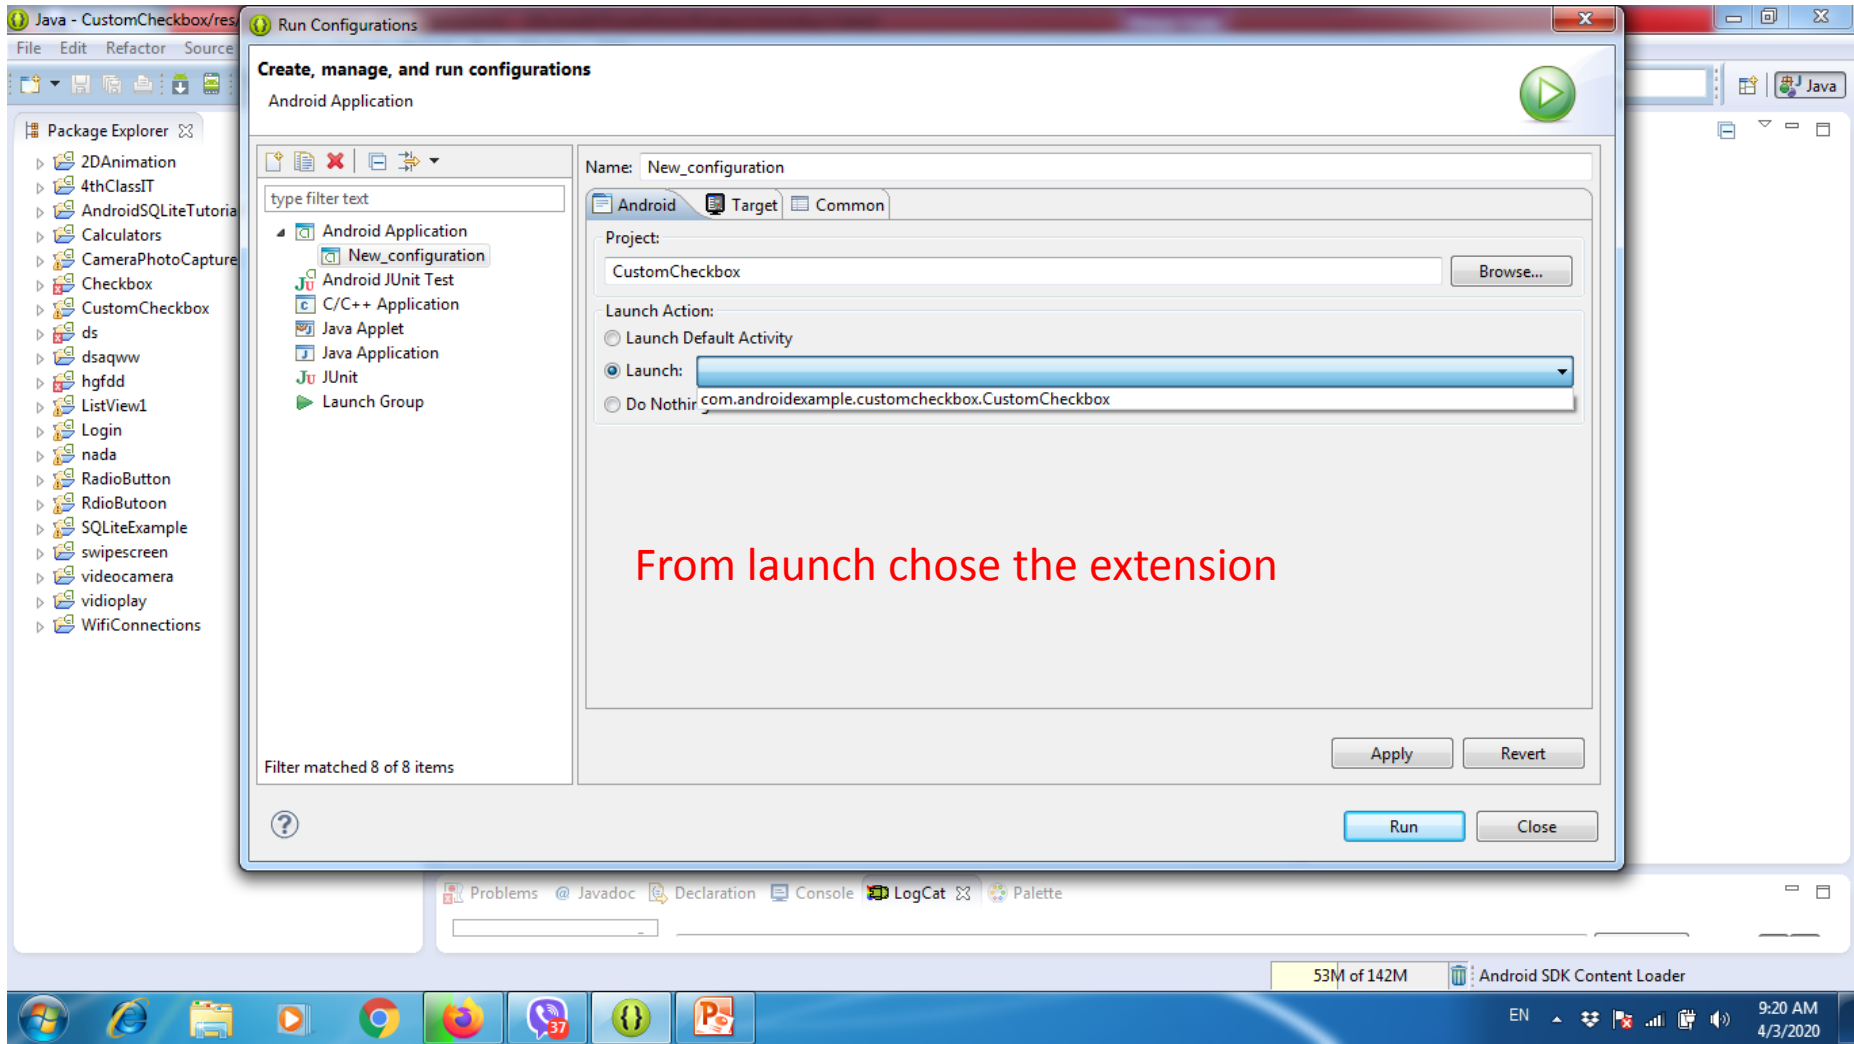 Java - CustomCheckbox/res/
Run Configurations
File Edit Refactor Source
Create, manage, and run configurations
Android Application
Java
Package Explorer
2DAnimation
4thClassIT
AndroidSQLiteTutoria
Calculators
CameraPhotoCapture
Checkbox
CustomCheckbox
ds
dsaqww
hgfdd
ListView1
Login
nada
RadioButton
RdioButoon
SQLiteExample
swipescreen
videocamera
vidioplay
WifiConnections
type filter text
Android Application
New_configuration
Android JUnit Test
C/C++ Application
Java Applet
Java Application
JUnit
Launch Group
Filter matched 8 of 8 items
Name: New_configuration
Android Target Common
Project:
CustomCheckbox Browse...
Launch Action:
Launch Default Activity
Launch:
com.androidexample.customcheckbox.CustomCheckbox
Do Nothin
From launch chose the extension
Apply Revert
Run Close
Problems @ Javadoc Declaration Console LogCat Palette
53M of 142M Android SDK Content Loader
37
EN
9:20 AM
4/3/2020